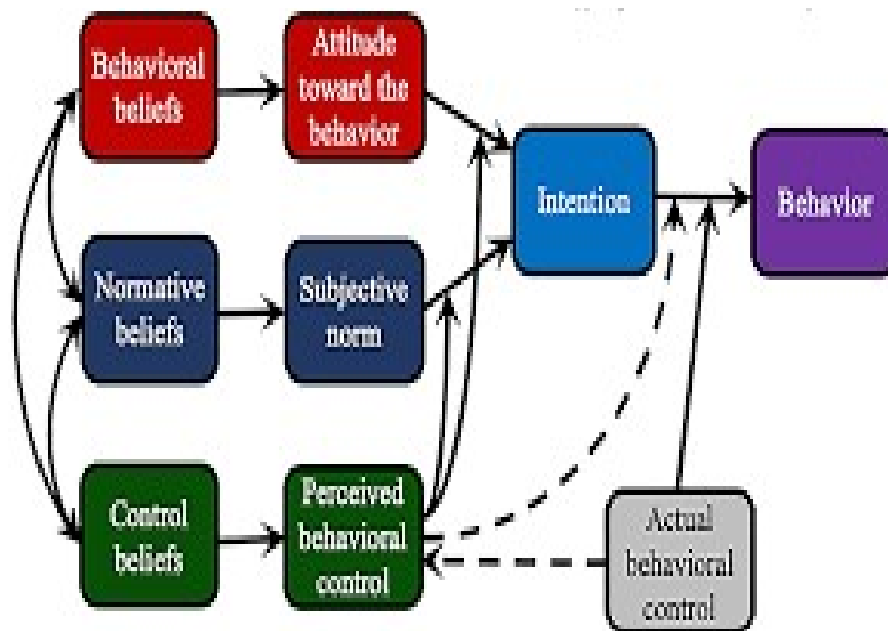 Behavioral
beliefs
Attitude
toward the
behavior
Intention
Behavior
Normative
beliefs
Subjective
norm
Control
beliefs
Perceived
behavioral
control
Actual
behavioral
control